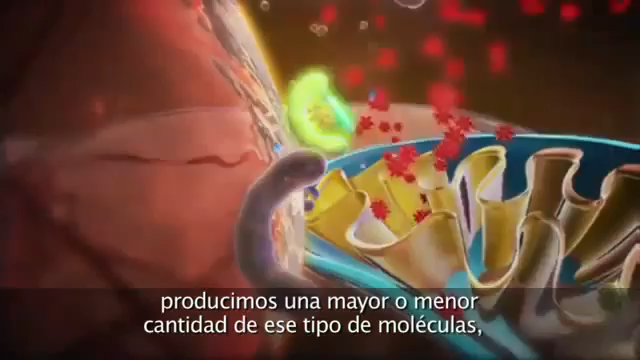 producimos una mayor o menor
cantidad de ese tipo de moléculas,